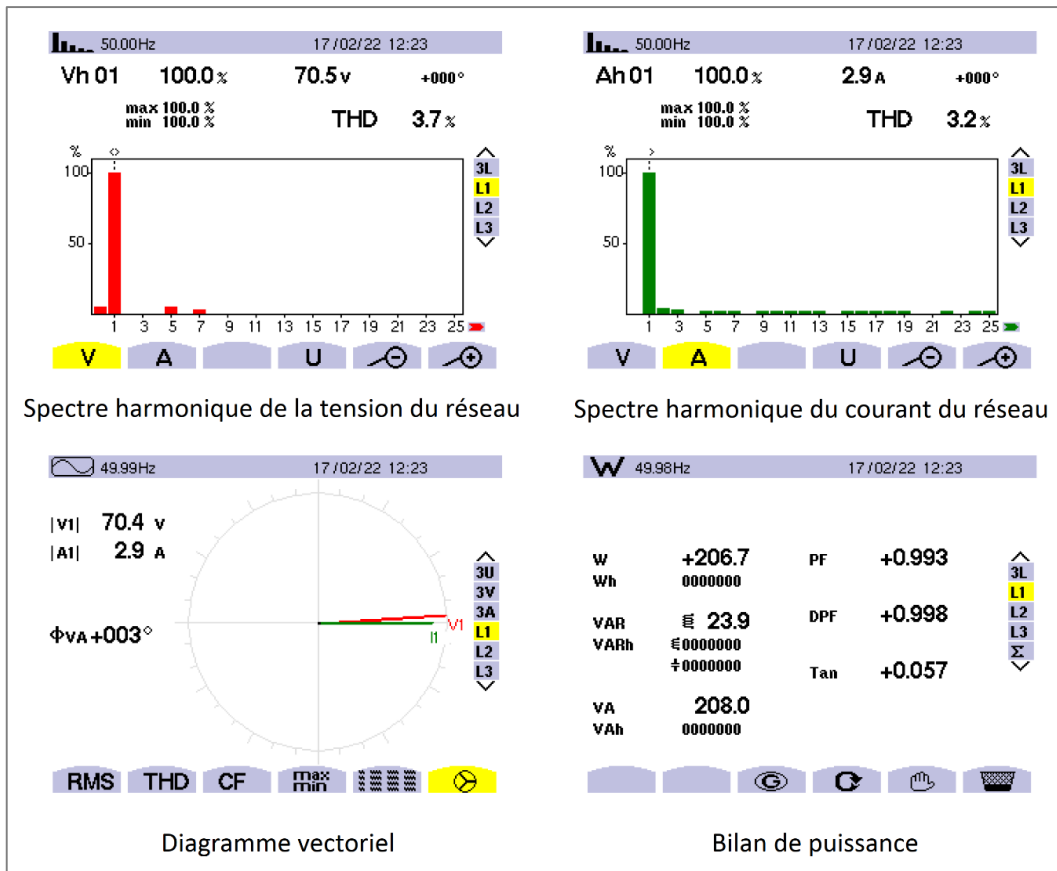 50.00Hz 17/02/22 12:23
Vh 01 100.0 % 70.5 v +000°
max 100.0 %
min 100.0 %
THD 3.7 %
%
100
50
1 3 5 7 9 11 13 15 17 19 21 23 25
3L
L1
L2
L3
V A U
Spectre harmonique de la tension du réseau
50.00Hz 17/02/22 12:23
Ah 01 100.0 % 2.9 A +000°
max 100.0 %
min 100.0 %
THD 3.2 %
%
100
50
1 3 5 7 9 11 13 15 17 19 21 23 25
3L
L1
L2
L3
V A U
Spectre harmonique du courant du réseau
49.99Hz 17/02/22 12:23
|V1| 70.4 v
|A1| 2.9 A
ΦVA +003°
V1
I1
3U
3V
3A
L1
L2
L3
RMS THD CF max min
Diagramme vectoriel
49.98Hz 17/02/22 12:23
W +206.7 PF +0.993
Wh 0000000
VAR 23.9 DPF +0.998
VARh 0000000
0000000 Tan +0.057
VA 208.0
VAh 0000000
3L
L1
L2
L3
Σ
G
Bilan de puissance